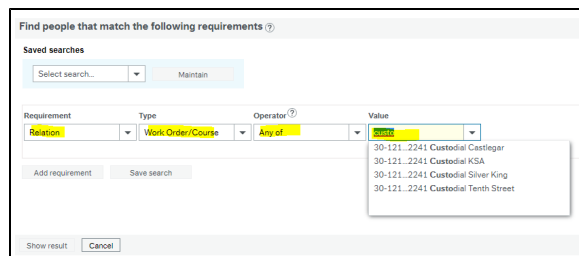 Find people that match the following requirements ?
Saved searches
Select search...
Maintain
Requirement Type Operator ? Value
Relation Work Order/Course Any of custo
30-121...2241 Custodial Castlegar
30-121...2241 Custodial KSA
30-121...2241 Custodial Silver King
30-121...2241 Custodial Tenth Street
Add requirement Save search
Show result Cancel